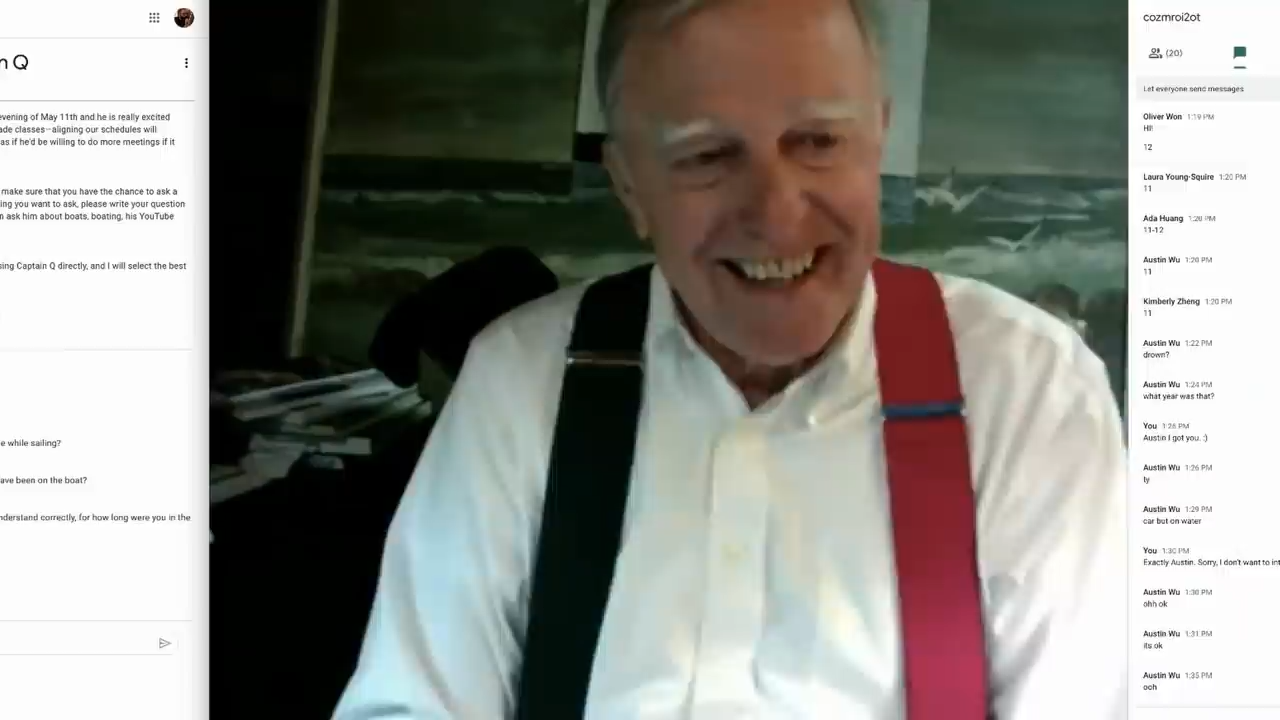 n Q
evening of May 11th and he is really excited
ade classes—aligning our schedules will
as if he'd be willing to do more meetings if it
make sure that you have the chance to ask a
ing you want to ask, please write your question
n ask him about boats, boating, his YouTube
sing Captain Q directly, and I will select the best
e while sailing?
ave been on the boat?
nderstand correctly, for how long were you in the
cozmroi2ot
(20)
Let everyone send messages
Oliver Won 1:19 PM
HI!
12
Laura Young-Squire 1:20 PM
11
Ada Huang 1:20 PM
11-12
Austin Wu 1:20 PM
11
Kimberly Zheng 1:20 PM
11
Austin Wu 1:22 PM
drown?
Austin Wu 1:24 PM
what year was that?
You 1:26 PM
Austin I got you. :)
Austin Wu 1:26 PM
ty
Austin Wu 1:29 PM
car but on water
You 1:30 PM
Exactly Austin. Sorry, I don't want to int
Austin Wu 1:30 PM
ohh ok
Austin Wu 1:31 PM
its ok
Austin Wu 1:35 PM
ooh